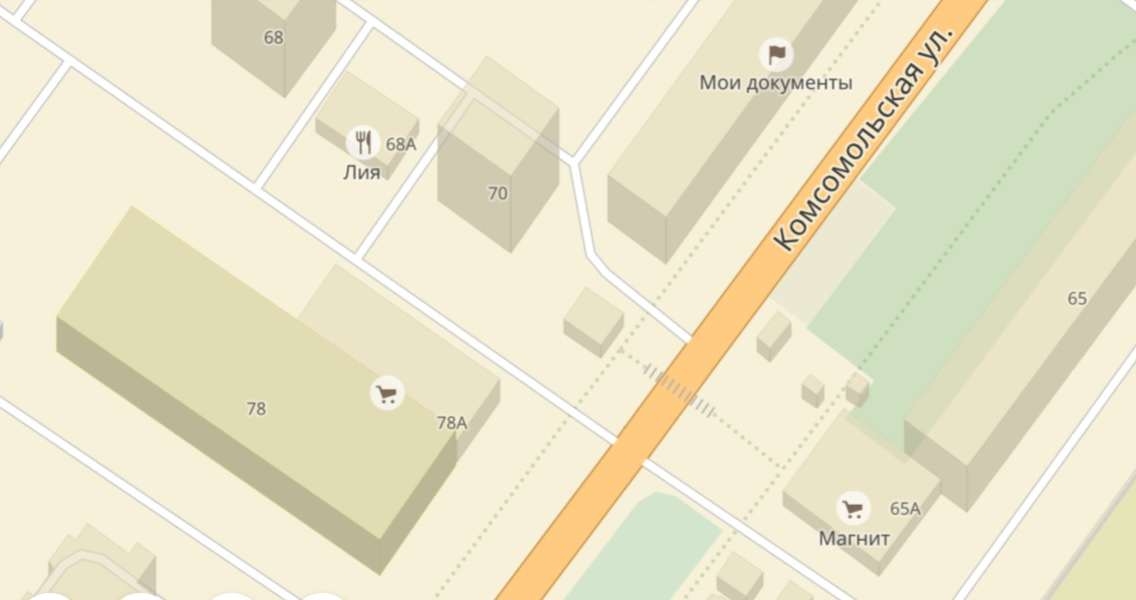 68
Мои документы
Комсомольская ул.
68А
Лия
70
65
78
78А
65А
Магнит